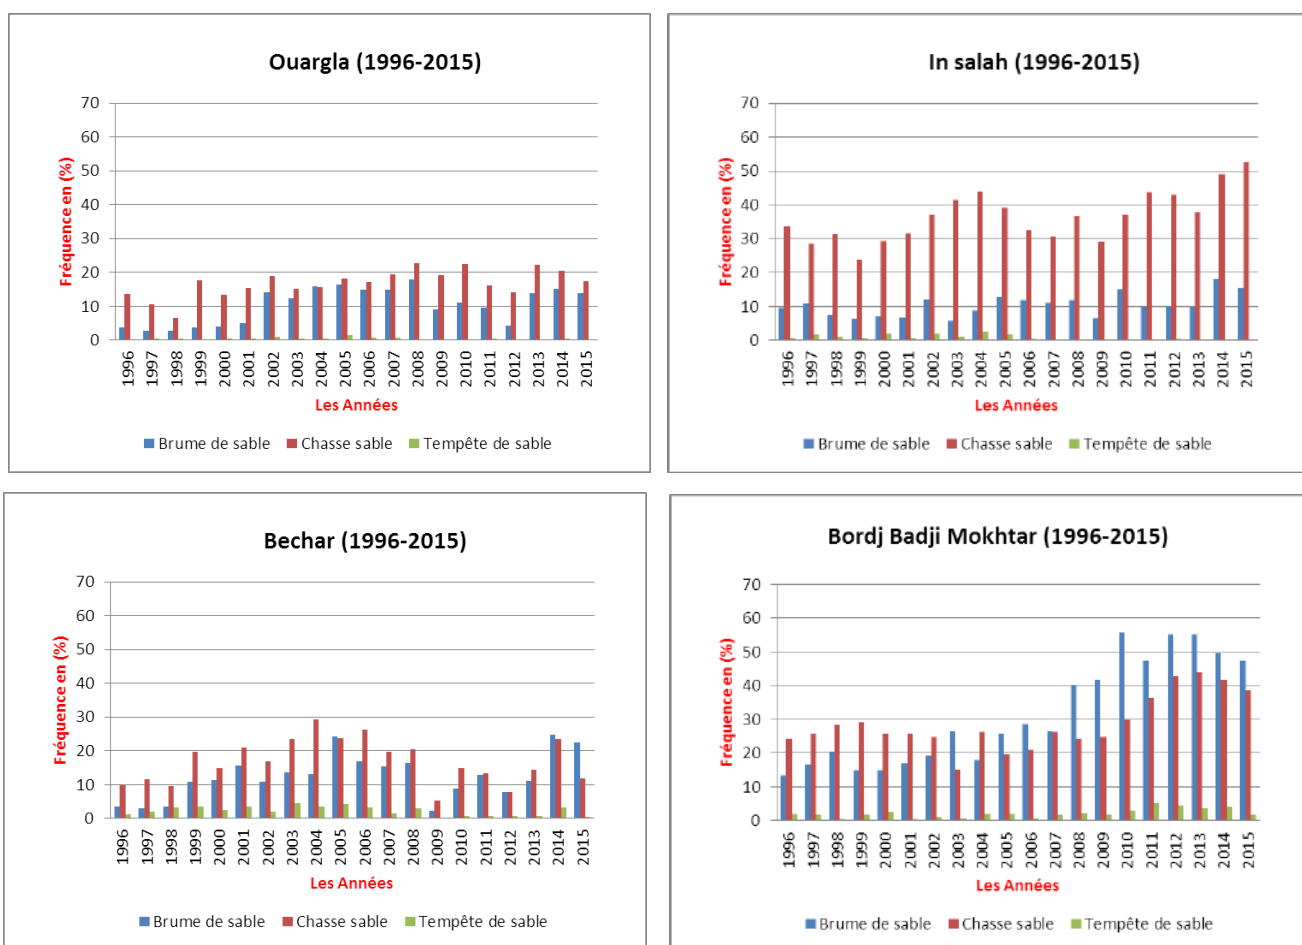 Ouargla (1996-2015)
Fréquence en (%)
70
60
50
40
30
20
10
0
1996 1997 1998 1999 2000 2001 2002 2003 2004 2005 2006 2007 2008 2009 2010 2011 2012 2013 2014 2015
Les Années
Brume de sable Chasse sable Tempête de sable
In salah (1996-2015)
Fréquence en (%)
70
60
50
40
30
20
10
0
1996 1997 1998 1999 2000 2001 2002 2003 2004 2005 2006 2007 2008 2009 2010 2011 2012 2013 2014 2015
Les Années
Brume de sable Chasse sable Tempête de sable
Bechar (1996-2015)
Fréquence en (%)
70
60
50
40
30
20
10
0
1996 1997 1998 1999 2000 2001 2002 2003 2004 2005 2006 2007 2008 2009 2010 2011 2012 2013 2014 2015
Les Années
Brume de sable Chasse sable Tempête de sable
Bordj Badji Mokhtar (1996-2015)
Fréquence en (%)
70
60
50
40
30
20
10
0
1996 1997 1998 1999 2000 2001 2002 2003 2004 2005 2006 2007 2008 2009 2010 2011 2012 2013 2014 2015
Les Années
Brume de sable Chasse sable Tempête de sable